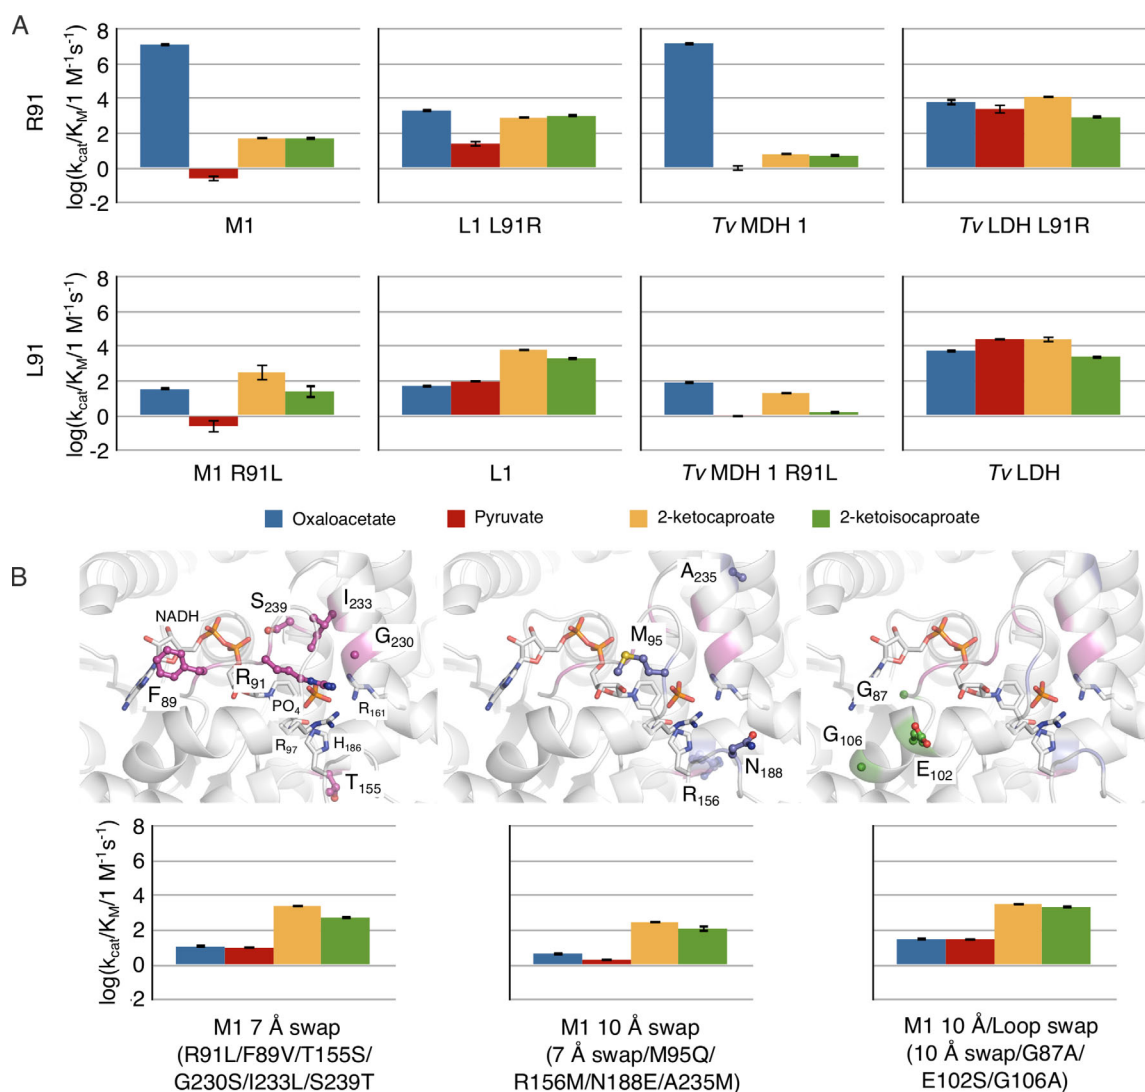 A
R91
log(kcat/KM/1 M-1s-1)
8
6
4
2
0
-2
M1
L1 L91R
Tv MDH 1
Tv LDH L91R
L91
log(kcat/KM/1 M-1s-1)
8
6
4
2
0
-2
M1 R91L
L1
Tv MDH 1 R91L
Tv LDH
Oxaloacetate
Pyruvate
2-ketocaproate
2-ketoisocaproate
B
NADH
S239
I233
G230
F89
R91
PO4
R161
R97
H186
T155
A235
M95
N188
R156
G87
G106
E102
log(kcat/KM/1 M-1s-1)
8
6
4
2
0
-2
M1 7 Å swap
(R91L/F89V/T155S/
G230S/I233L/S239T
M1 10 Å swap
(7 Å swap/M95Q/
R156M/N188E/A235M)
M1 10 Å/Loop swap
(10 Å swap/G87A/
E102S/G106A)